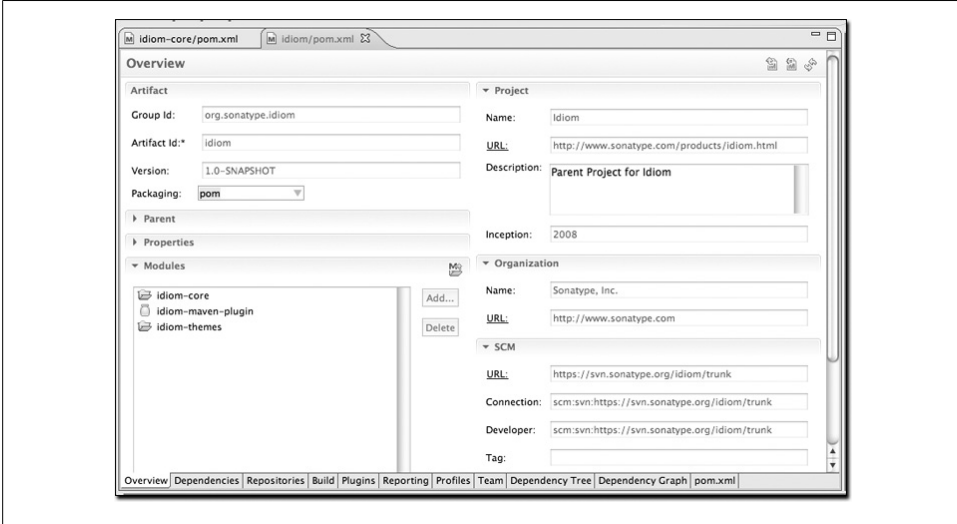 idiom-core/pom.xml
idiom/pom.xml
Overview
Artifact
Group Id: org.sonatype.idiom
Artifact Id:* idiom
Version: 1.0-SNAPSHOT
Packaging: pom
Parent
Properties
Modules
idiom-core
idiom-maven-plugin
idiom-themes
Add...
Delete
Project
Name: Idiom
URL: http://www.sonatype.com/products/idiom.html
Description: Parent Project for Idiom
Inception: 2008
Organization
Name: Sonatype, Inc.
URL: http://www.sonatype.com
SCM
URL: https://svn.sonatype.org/idiom/trunk
Connection: scm:svn:https://svn.sonatype.org/idiom/trunk
Developer: scm:svn:https://svn.sonatype.org/idiom/trunk
Tag:
Overview Dependencies Repositories Build Plugins Reporting Profiles Team Dependency Tree Dependency Graph pom.xml